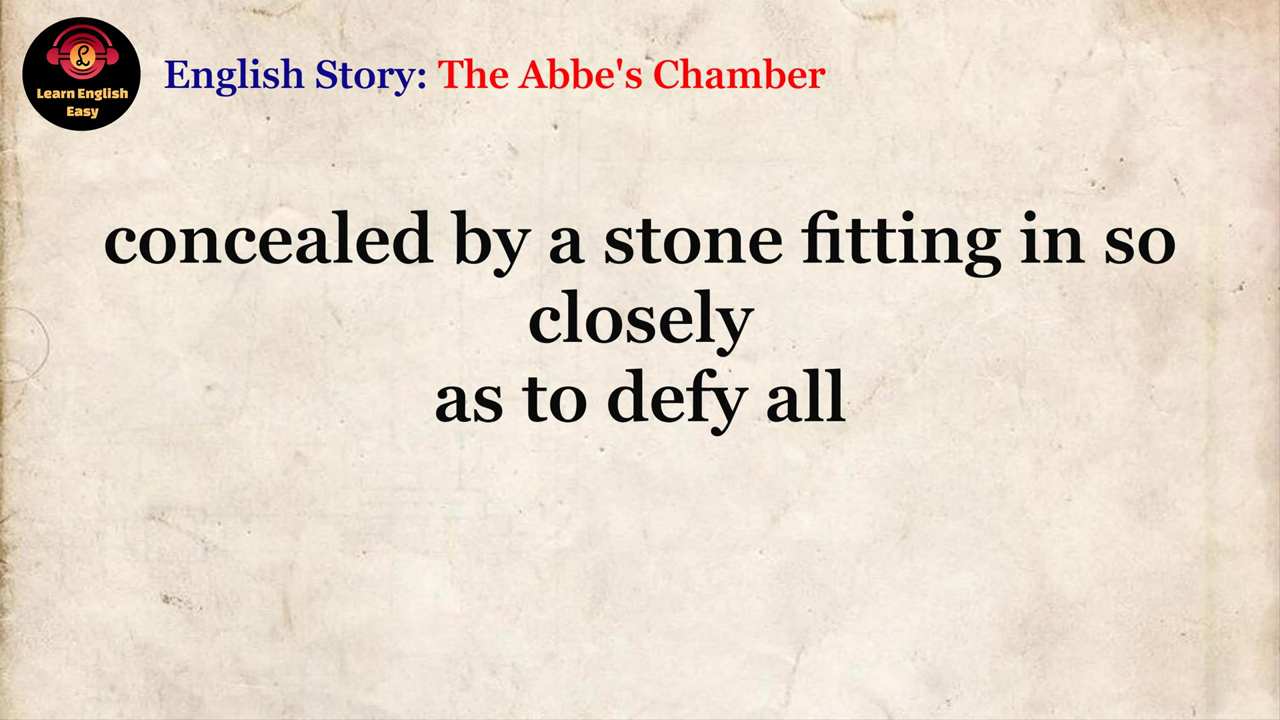 Learn English
Easy
English Story: The Abbe's Chamber
concealed by a stone fitting in so
closely
as to defy all